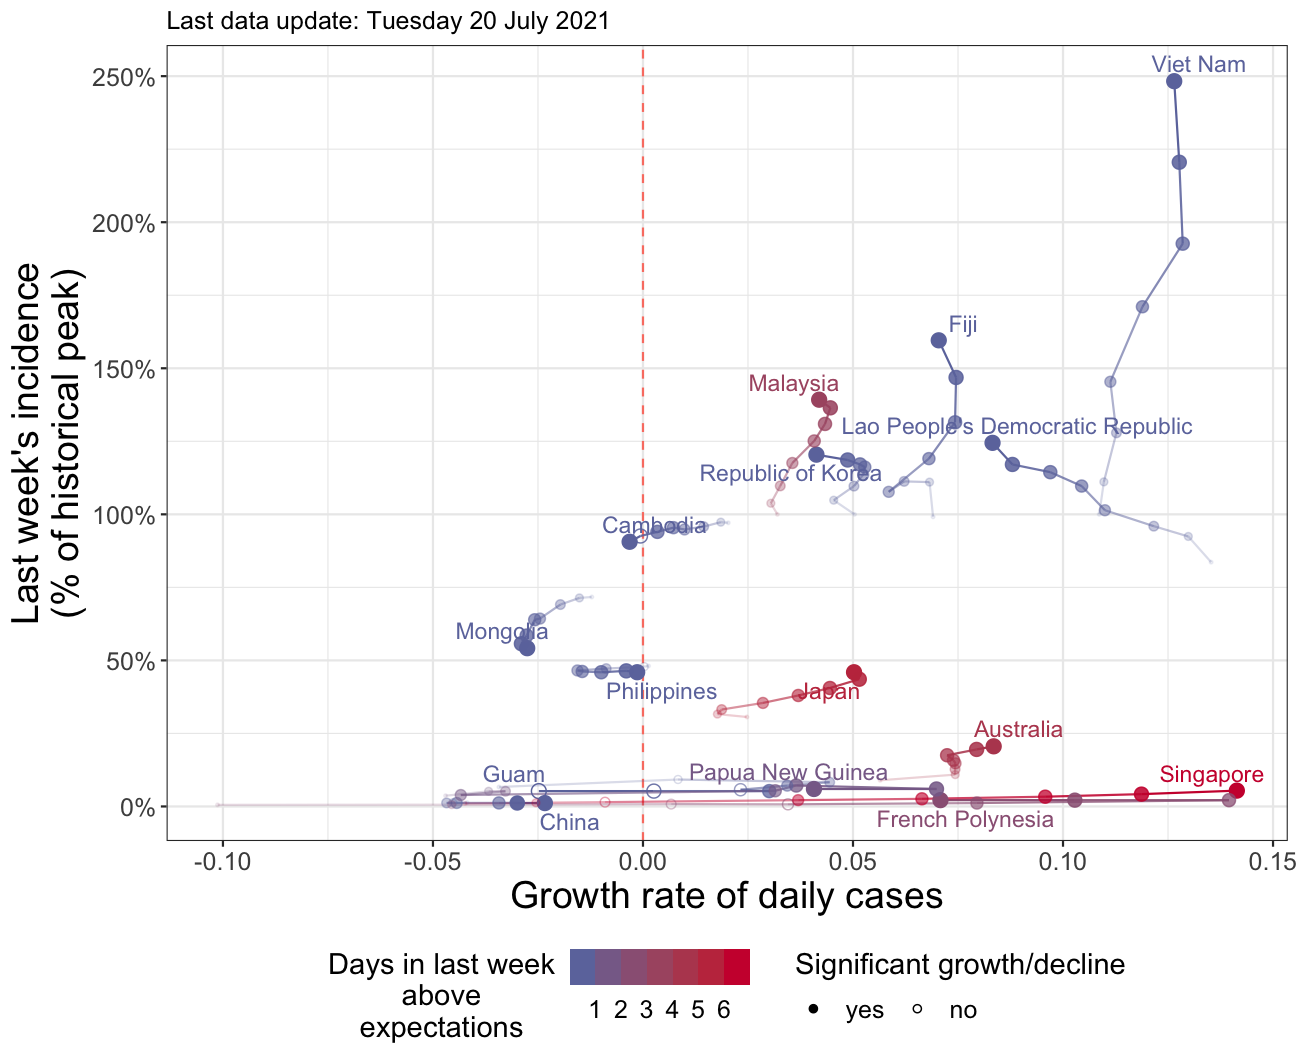 Last data update: Tuesday 20 July 2021
Viet Nam
250%
200%
Fiji
150%
Malaysia
Lao People's Democratic Republic
Republic of Korea
100%
Cambodia
Mongolia
50%
Philippines
Japan
Australia
Guam
Papua New Guinea
Singapore
0%
China
French Polynesia
Last week's incidence
(% of historical peak)
-0.10 -0.05 0.00 0.05 0.10 0.15
Growth rate of daily cases
Days in last week
above
expectations
1 2 3 4 5 6
Significant growth/decline
yes no